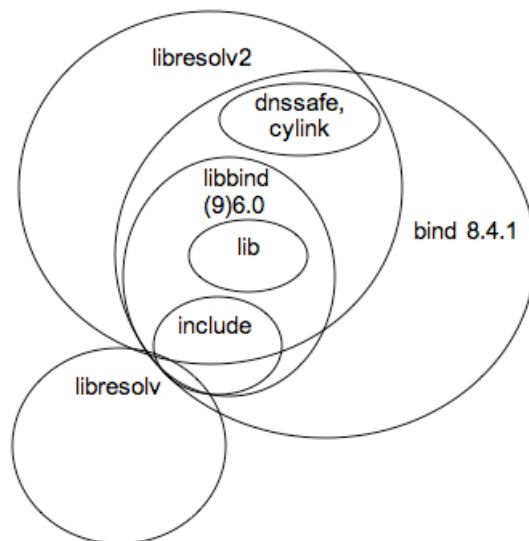 libresolv2
dnssafe,
cylink
libbind
(9)6.0
bind 8.4.1
lib
include
libresolv